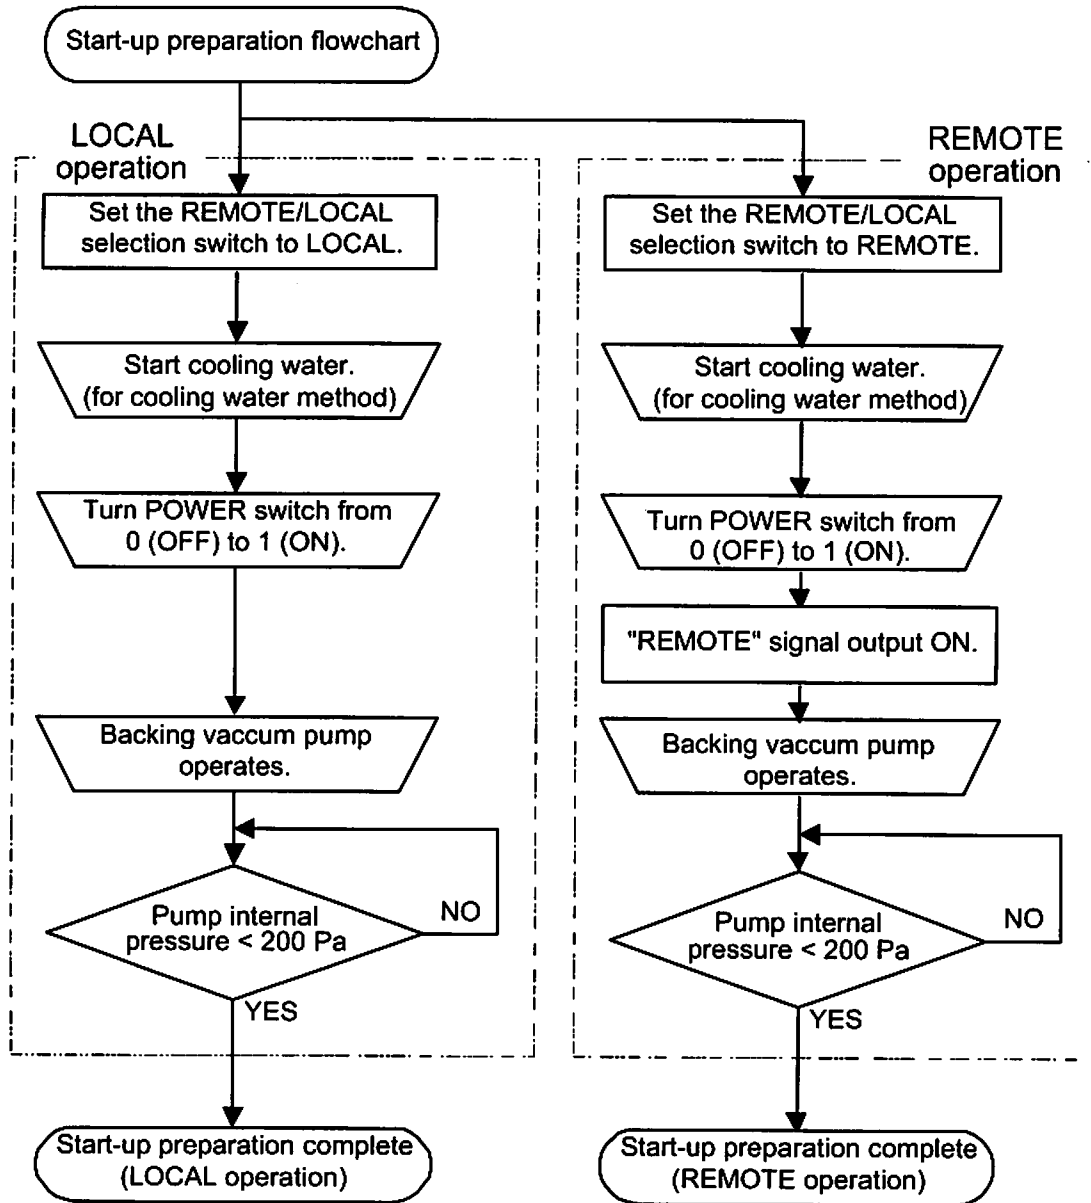 Start-up preparation flowchart
LOCAL
operation
Set the REMOTE/LOCAL
selection switch to LOCAL.
Start cooling water.
(for cooling water method)
Turn POWER switch from
0 (OFF) to 1 (ON).
Backing vaccum pump
operates.
Pump internal
pressure < 200 Pa
NO
YES
Start-up preparation complete
(LOCAL operation)
REMOTE
operation
Set the REMOTE/LOCAL
selection switch to REMOTE.
Start cooling water.
(for cooling water method)
Turn POWER switch from
0 (OFF) to 1 (ON).
"REMOTE" signal output ON.
Backing vaccum pump
operates.
Pump internal
pressure < 200 Pa
NO
YES
Start-up preparation complete
(REMOTE operation)